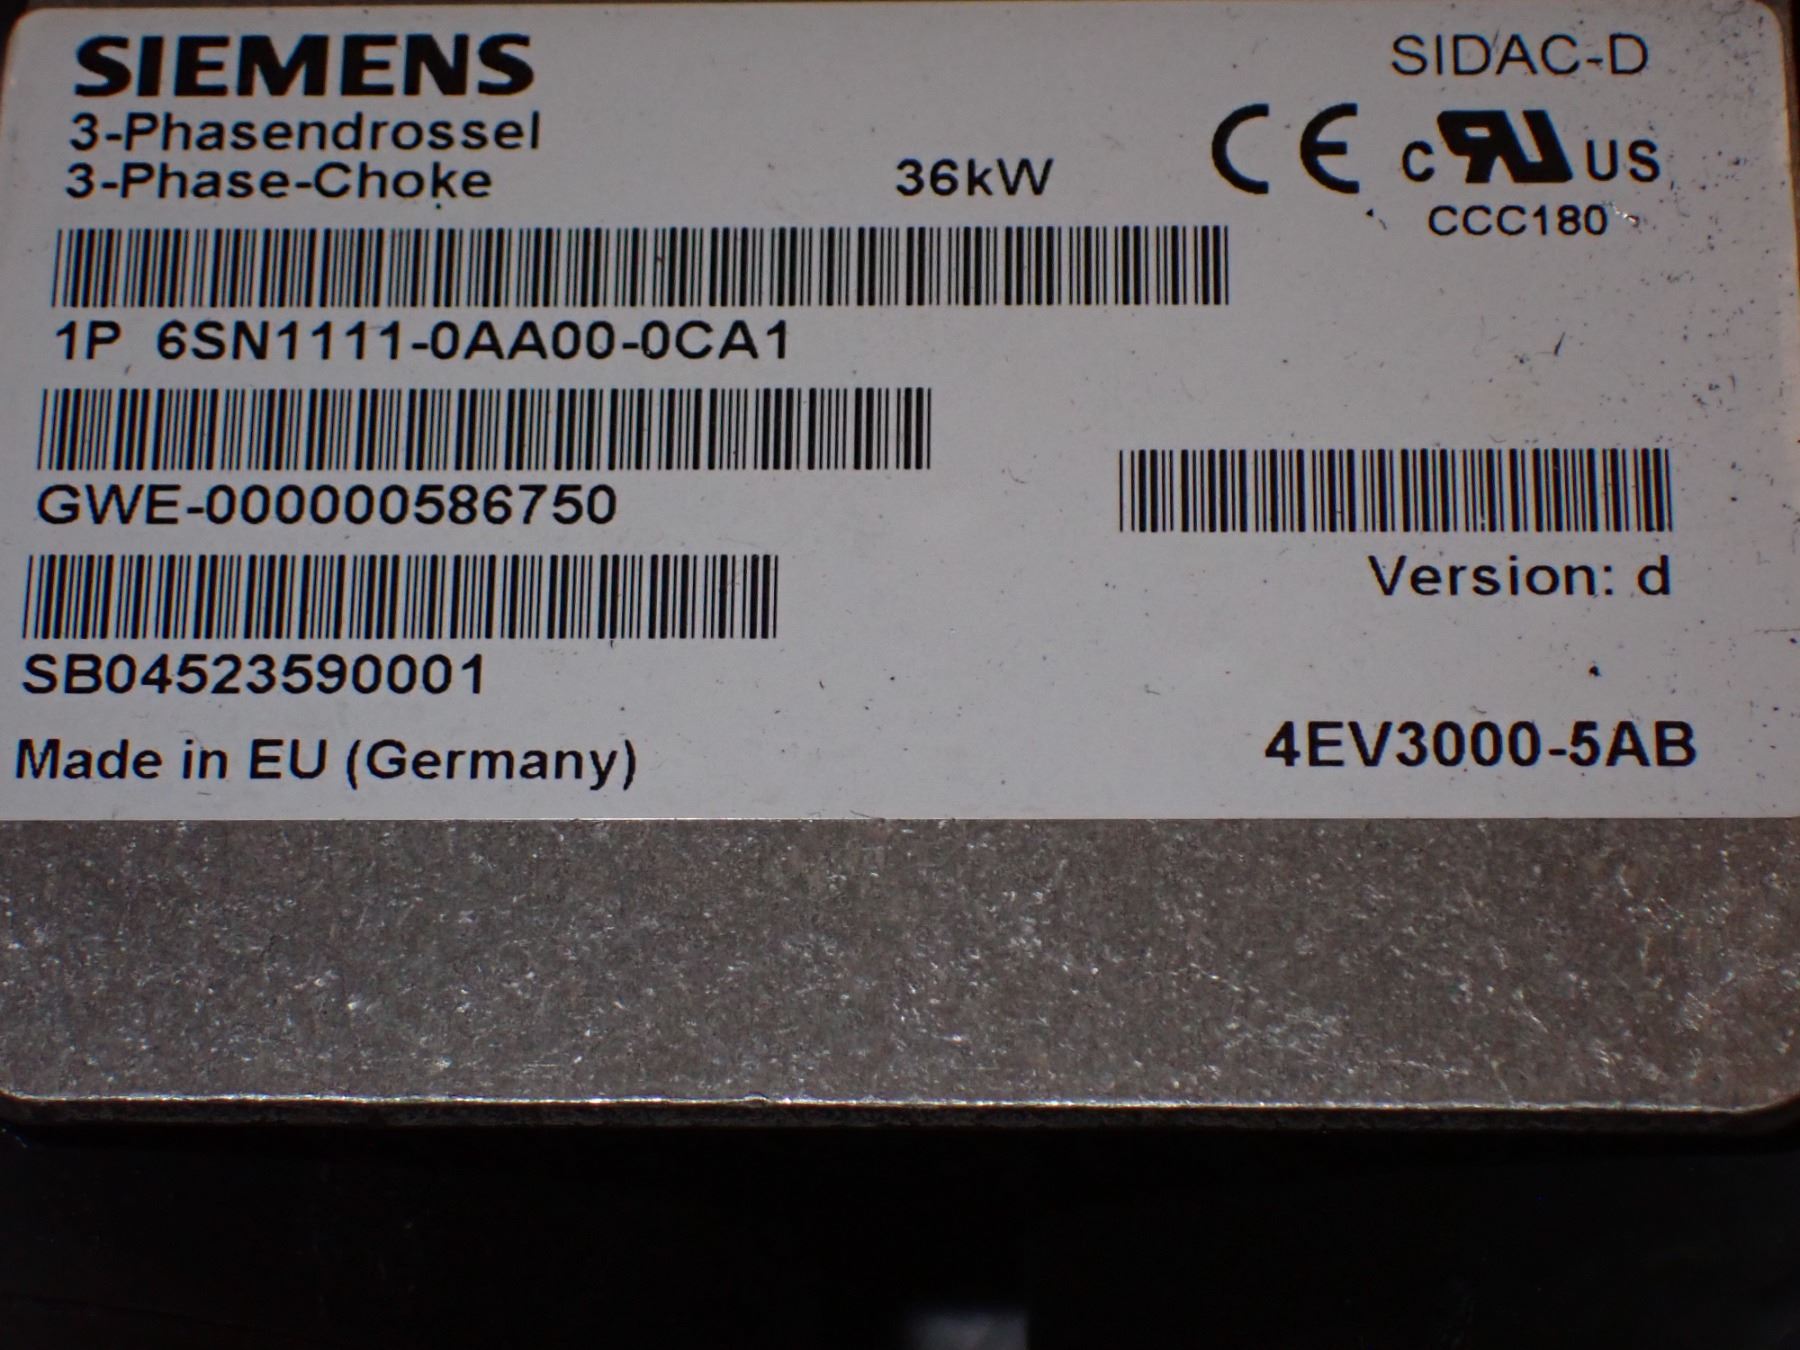 SIEMENS
SIDAC-D
3-Phasendrossel
3-Phase-Choke
36kW
CE c RU US
CCC180
1P 6SN1111-0AA00-0CA1
GWE-000000586750
Version: d
SB04523590001
Made in EU (Germany)
4EV3000-5AB